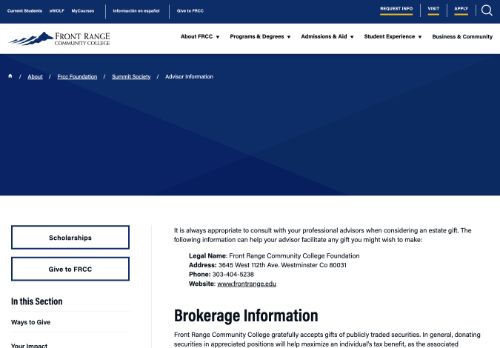 Current Students eWOLF MyCourses Información en español Give to FRCC REQUEST INFO VISIT APPLY
FRONT RANGE
COMMUNITY COLLEGE
About FRCC ▼ Programs & Degrees ▼ Admissions & Aid ▼ Student Experience ▼ Business & Community
/ About / Frcc Foundation / Summit Society / Advisor Information
Scholarships
Give to FRCC
In this Section
Ways to Give
Your Impact
It is always appropriate to consult with your professional advisors when considering an estate gift. The
following information can help your advisor facilitate any gift you might wish to make:
Legal Name: Front Range Community College Foundation
Address: 3645 West 112th Ave. Westminster Co 80031
Phone: 303-404-5238
Website: www.frontrange.edu
Brokerage Information
Front Range Community College gratefully accepts gifts of publicly traded securities. In general, donating
securities in appreciated positions will help maximize an individual's tax benefit, as the associated